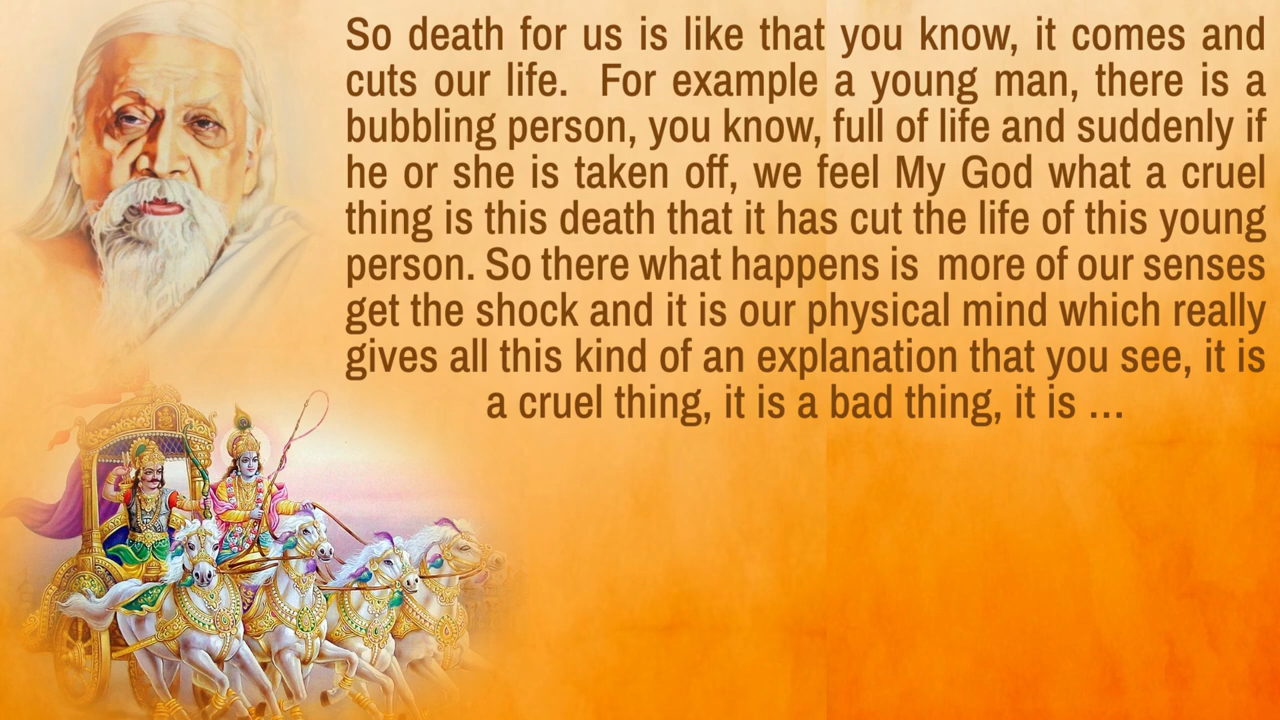 So death for us is like that you know, it comes and
cuts our life.  For example a young man, there is a
bubbling person, you know, full of life and suddenly if
he or she is taken off, we feel My God what a cruel
thing is this death that it has cut the life of this young
person. So there what happens is  more of our senses
get the shock and it is our physical mind which really
gives all this kind of an explanation that you see, it is
a cruel thing, it is a bad thing, it is ...